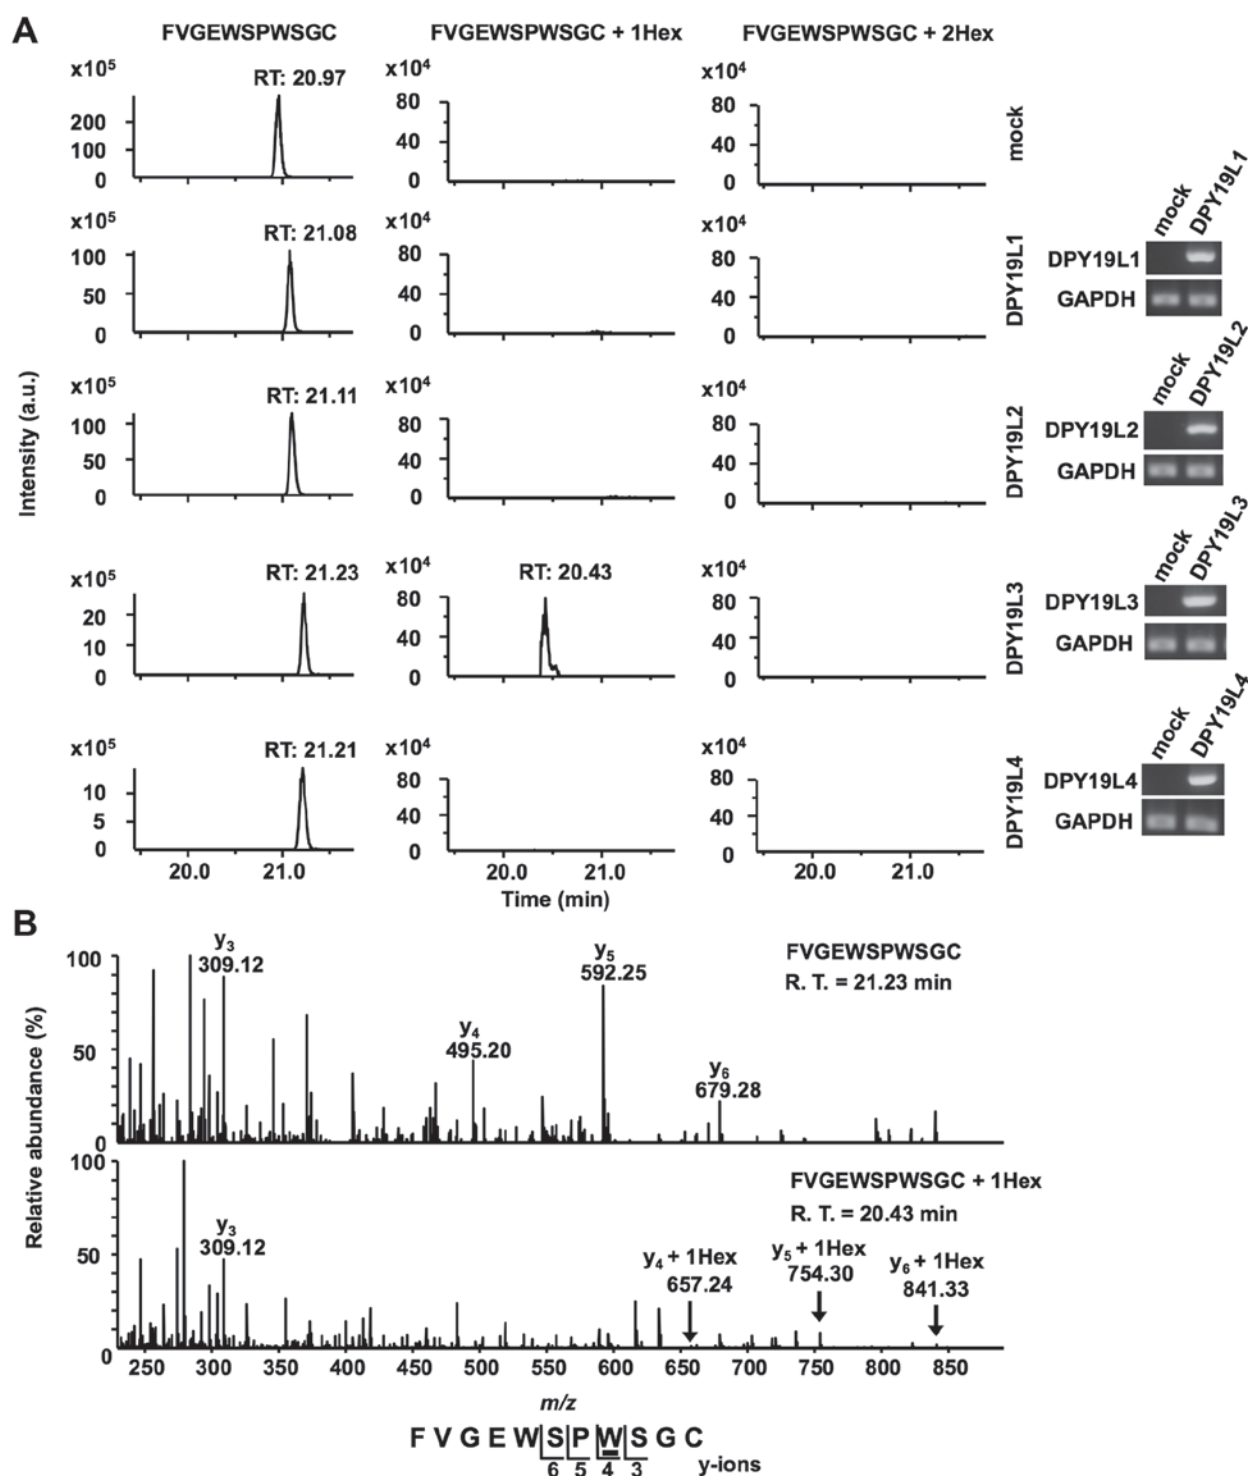 A
FVGEWSPWSGC FVGEWSPWSGC + 1Hex FVGEWSPWSGC + 2Hex
x10⁵ RT: 20.97 x10⁴ x10⁴
200 100 0 80 40 0 80 40 0
mock
x10⁵ RT: 21.08 x10⁴ x10⁴
100 50 0 80 40 0 80 40 0
DPY19L1
mock DPY19L1
DPY19L1
GAPDH
Intensity (a.u.)
x10⁵ RT: 21.11 x10⁴ x10⁴
100 50 0 80 40 0 80 40 0
DPY19L2
mock DPY19L2
DPY19L2
GAPDH
x10⁵ RT: 21.23 x10⁴ RT: 20.43 x10⁴
20 10 0 80 40 0 80 40 0
DPY19L3
mock DPY19L3
DPY19L3
GAPDH
x10⁵ RT: 21.21 x10⁴ x10⁴
10 5 0 80 40 0 80 40 0
DPY19L4
mock DPY19L4
DPY19L4
GAPDH
20.0 21.0 20.0 21.0 20.0 21.0
Time (min)
B
Relative abundance (%)
100 50 0
y₃
309.12
y₄
495.20
y₅
592.25
y₆
679.28
FVGEWSPWSGC
R. T. = 21.23 min
100 50 0
y₃
309.12
y₄ + 1Hex
657.24
y₅ + 1Hex
754.30
y₆ + 1Hex
841.33
FVGEWSPWSGC + 1Hex
R. T. = 20.43 min
250 300 350 400 450 500 550 600 650 700 750 800 850
m/z
F V G E W S P W S G C
6 5 4 3 y-ions